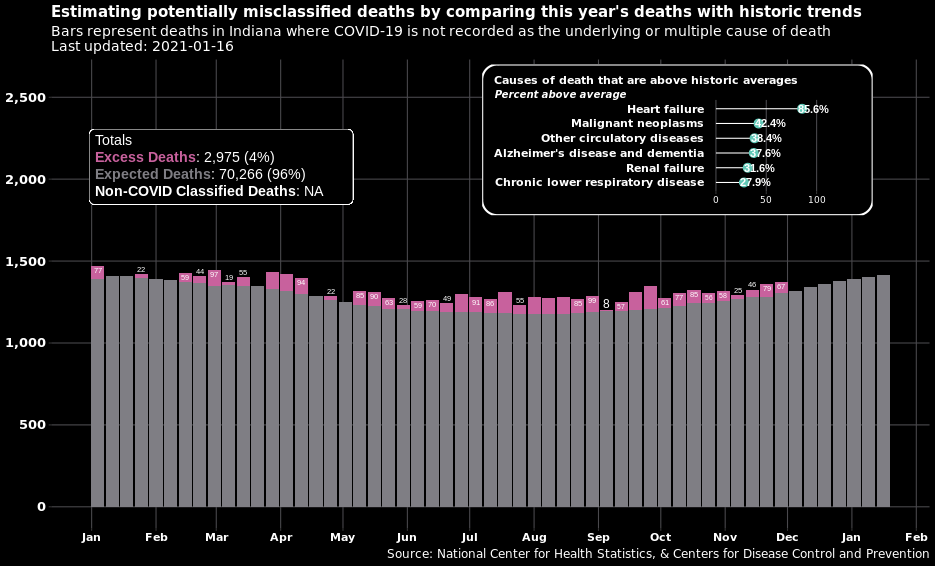 Estimating potentially misclassified deaths by comparing this year's deaths with historic trends
Bars represent deaths in Indiana where COVID-19 is not recorded as the underlying or multiple cause of death
Last updated: 2021-01-16
Causes of death that are above historic averages
Percent above average
Heart failure 85.6%
Malignant neoplasms 42.4%
Other circulatory diseases 38.4%
Alzheimer's disease and dementia 37.6%
Renal failure 31.6%
Chronic lower respiratory disease 27.9%
0 50 100
Totals
Excess Deaths: 2,975 (4%)
Expected Deaths: 70,266 (96%)
Non-COVID Classified Deaths: NA
2,500
2,000
1,500
1,000
500
0
77 22 59 44 97 19 55 94 22 85 90 63 28 59 70 49 91 86 55 85 99 8 57 61 77 85 56 58 25 46 79 67
Jan Feb Mar Apr May Jun Jul Aug Sep Oct Nov Dec Jan Feb
Source: National Center for Health Statistics, & Centers for Disease Control and Prevention